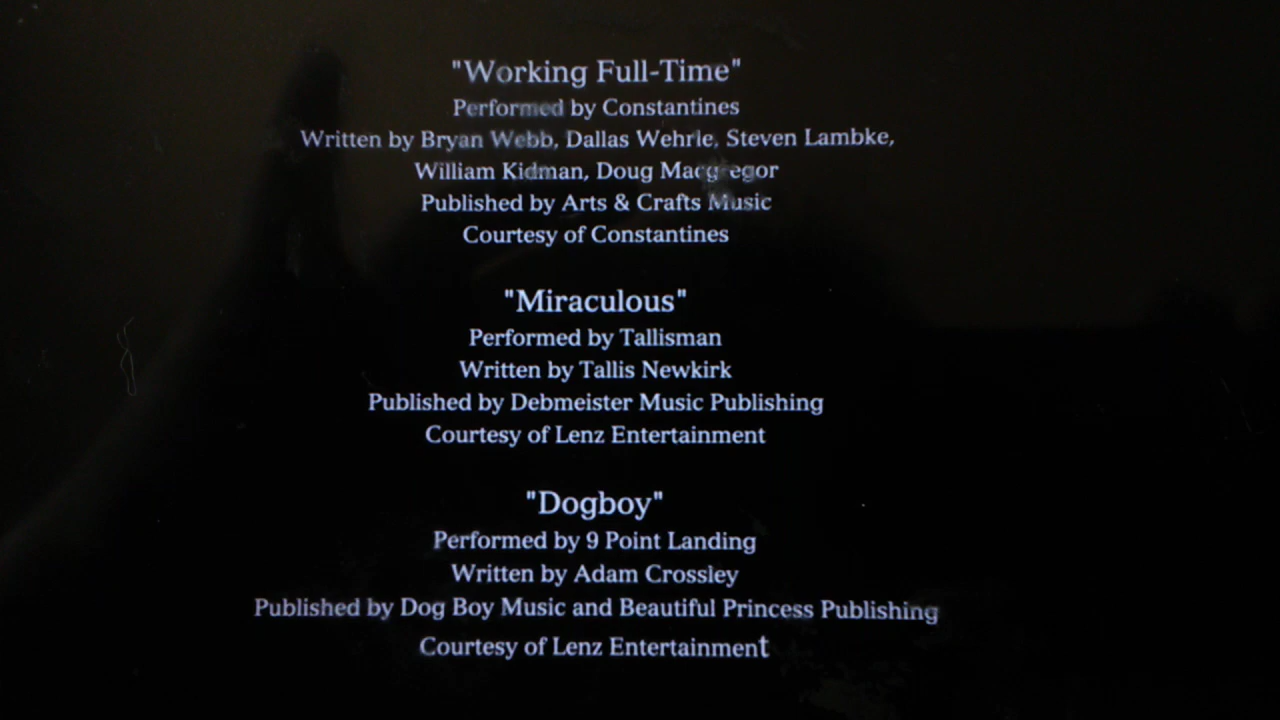 "Working Full-Time"
Performed by Constantines
Written by Bryan Webb, Dallas Wehrle, Steven Lambke,
William Kidman, Doug Macgregor
Published by Arts & Crafts Music
Courtesy of Constantines
"Miraculous"
Performed by Tallisman
Written by Tallis Newkirk
Published by Debmeister Music Publishing
Courtesy of Lenz Entertainment
"Dogboy"
Performed by 9 Point Landing
Written by Adam Crossley
Published by Dog Boy Music and Beautiful Princess Publishing
Courtesy of Lenz Entertainment